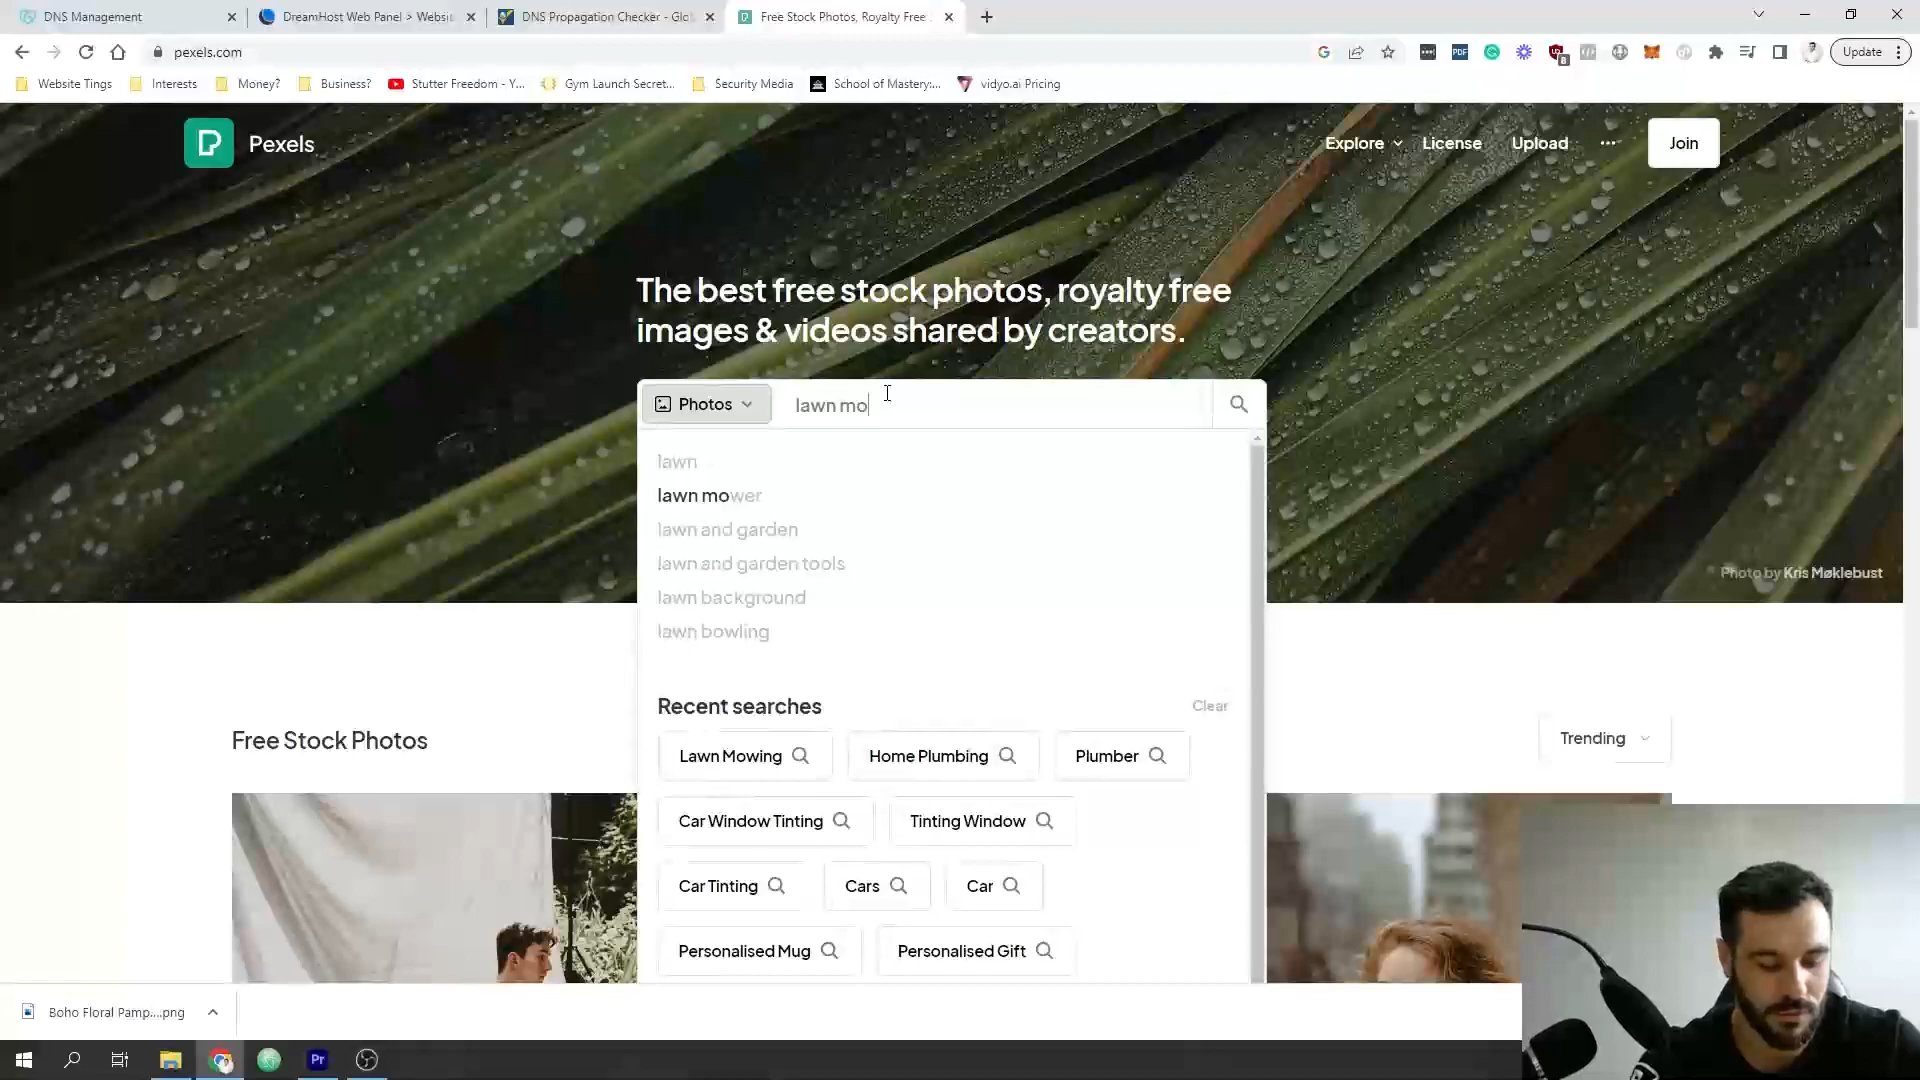 DNS Management
DreamHost Web Panel > Websi
DNS Propagation Checker - Glo
Free Stock Photos, Royalty Free
pexels.com
Update
Website Tings
Interests
Money?
Business?
Stutter Freedom - Y...
Gym Launch Secret...
Security Media
School of Mastery:...
vidyo.ai Pricing
Pexels
Explore
License
Upload
Join
The best free stock photos, royalty free
images & videos shared by creators.
Photos
lawn mo
lawn
lawn mower
lawn and garden
lawn and garden tools
lawn background
lawn bowling
Photo by Kris Møklebust
Recent searches
Clear
Free Stock Photos
Trending
Lawn Mowing
Home Plumbing
Plumber
Car Window Tinting
Tinting Window
Car Tinting
Cars
Car
Personalised Mug
Personalised Gift
Boho Floral Pamp....png
Pr